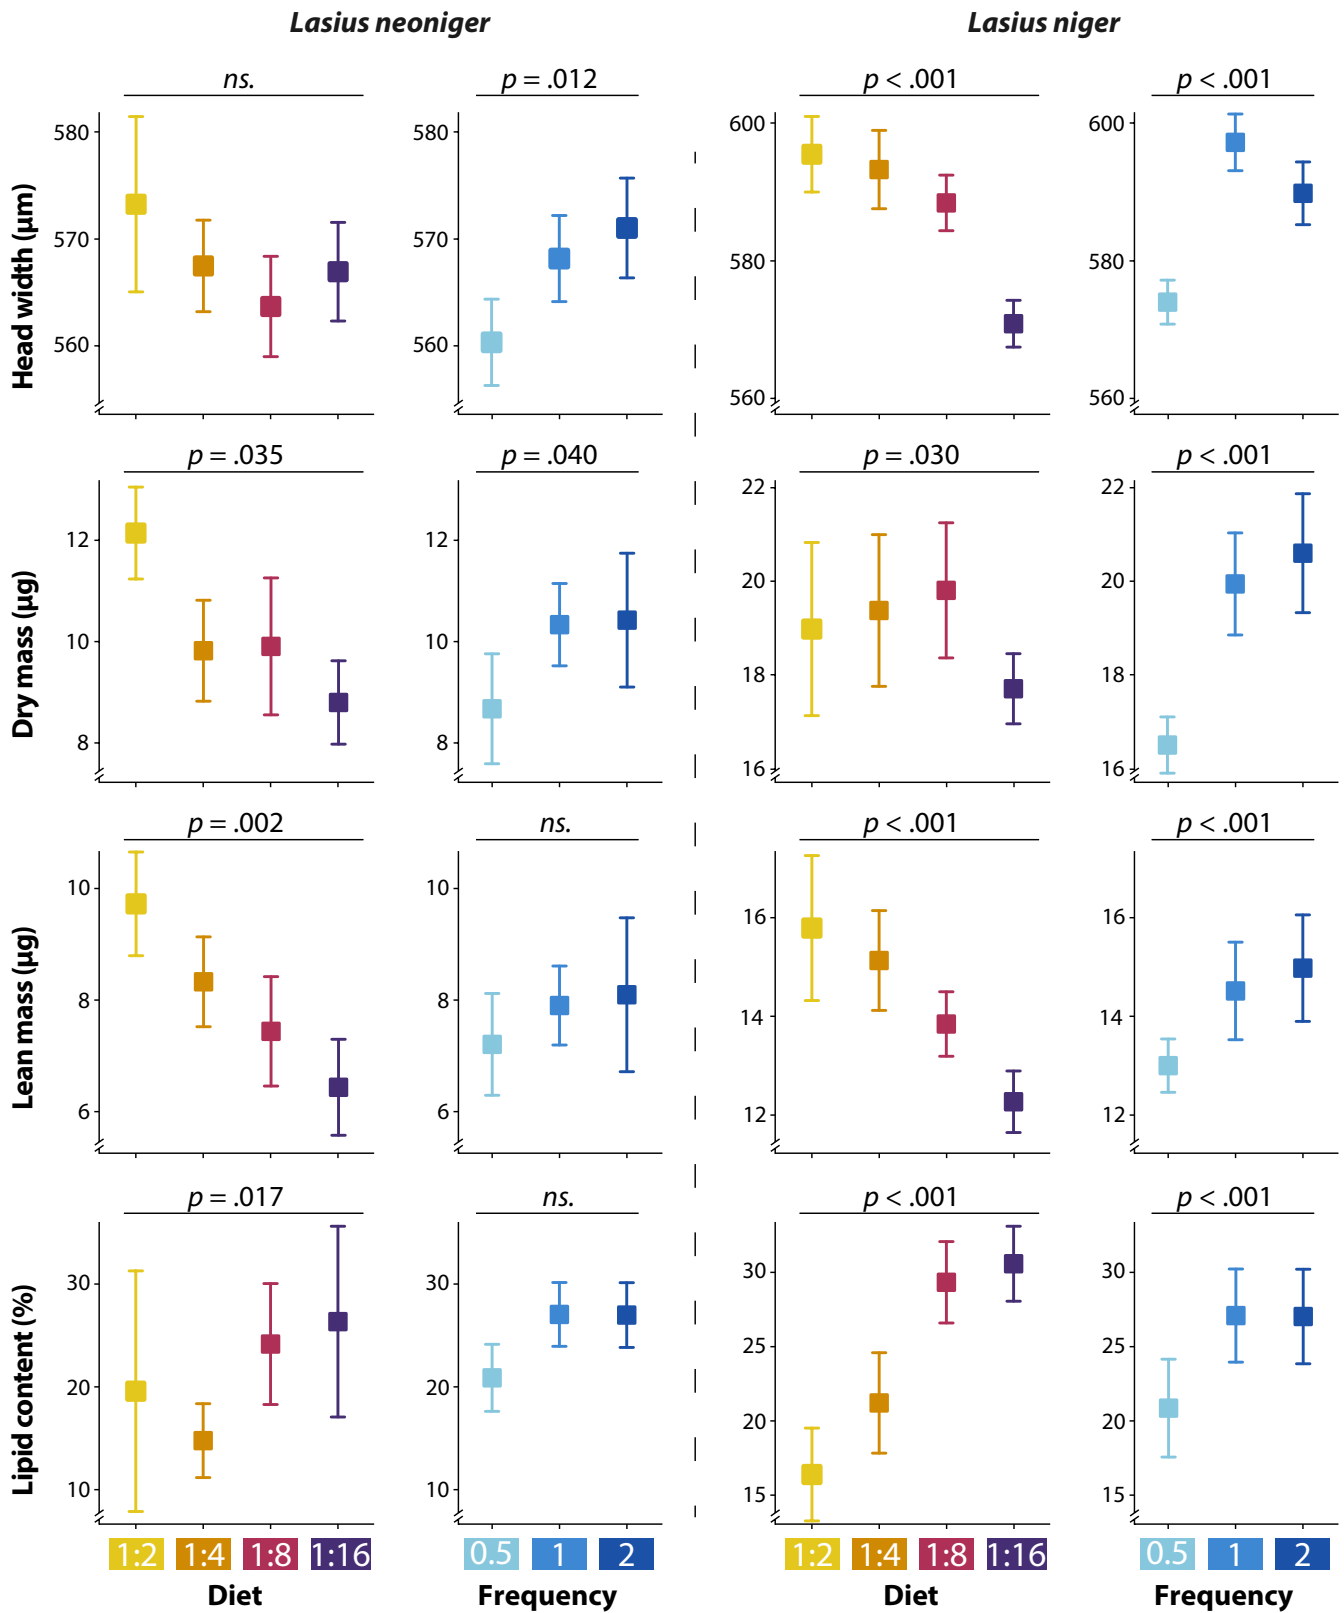 Lasius neoniger
Lasius niger
ns.
p = .012
p < .001
p < .001
Head width (µm)
580
570
560
580
570
560
600
580
560
600
580
560
p = .035
p = .040
p = .030
p < .001
Dry mass (µg)
12
10
8
12
10
8
22
20
18
16
22
20
18
16
p = .002
ns.
p < .001
p < .001
Lean mass (µg)
10
8
6
10
8
6
16
14
12
16
14
12
p = .017
ns.
p < .001
p < .001
Lipid content (%)
30
20
10
30
20
10
30
25
20
15
30
25
20
15
1:2 1:4 1:8 1:16
0.5 1 2
1:2 1:4 1:8 1:16
0.5 1 2
Diet
Frequency
Diet
Frequency